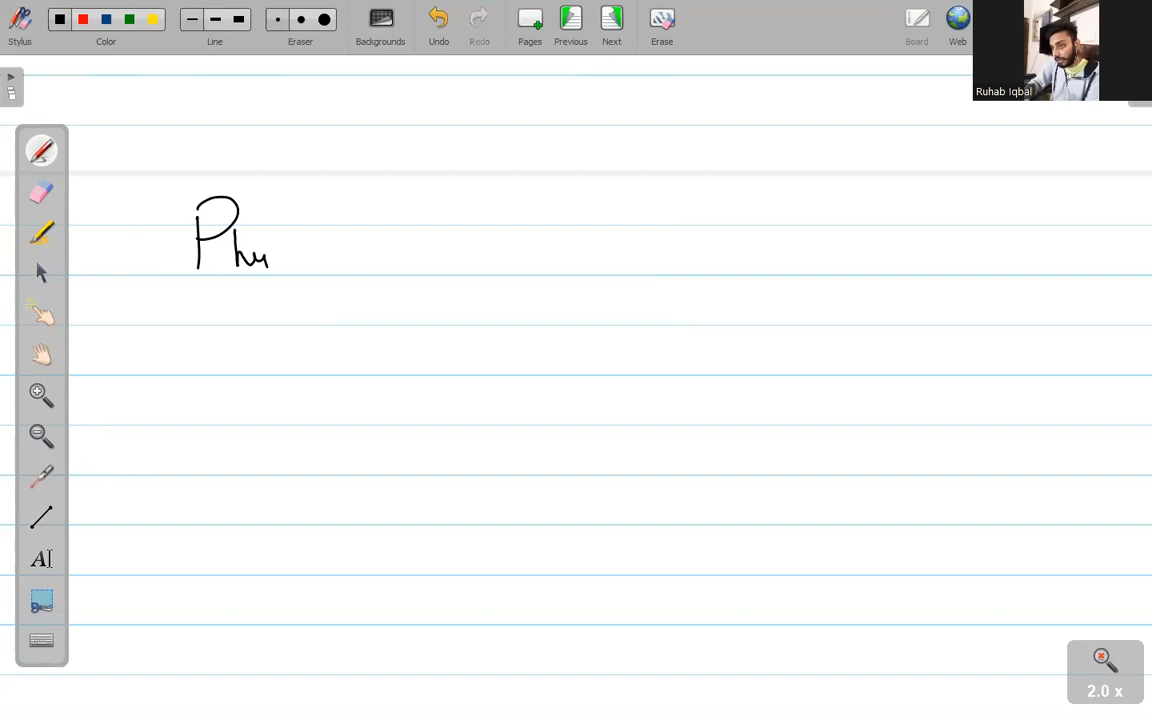 Stylus
Color
Line
Eraser
Backgrounds
Undo
Redo
Pages
Previous
Next
Erase
Board
Web
Ruhab Iqbal
Phy
A
2.0 x